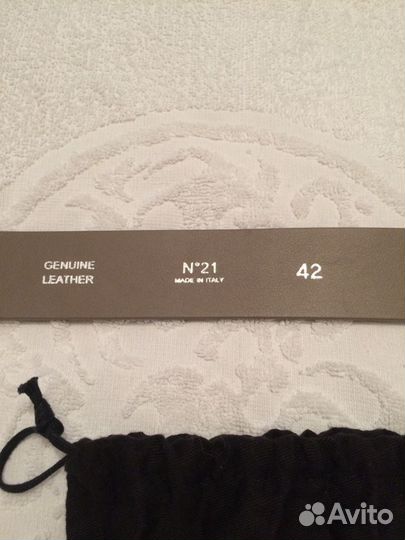 GENUINE
LEATHER
N°21
MADE IN ITALY
42
Avito